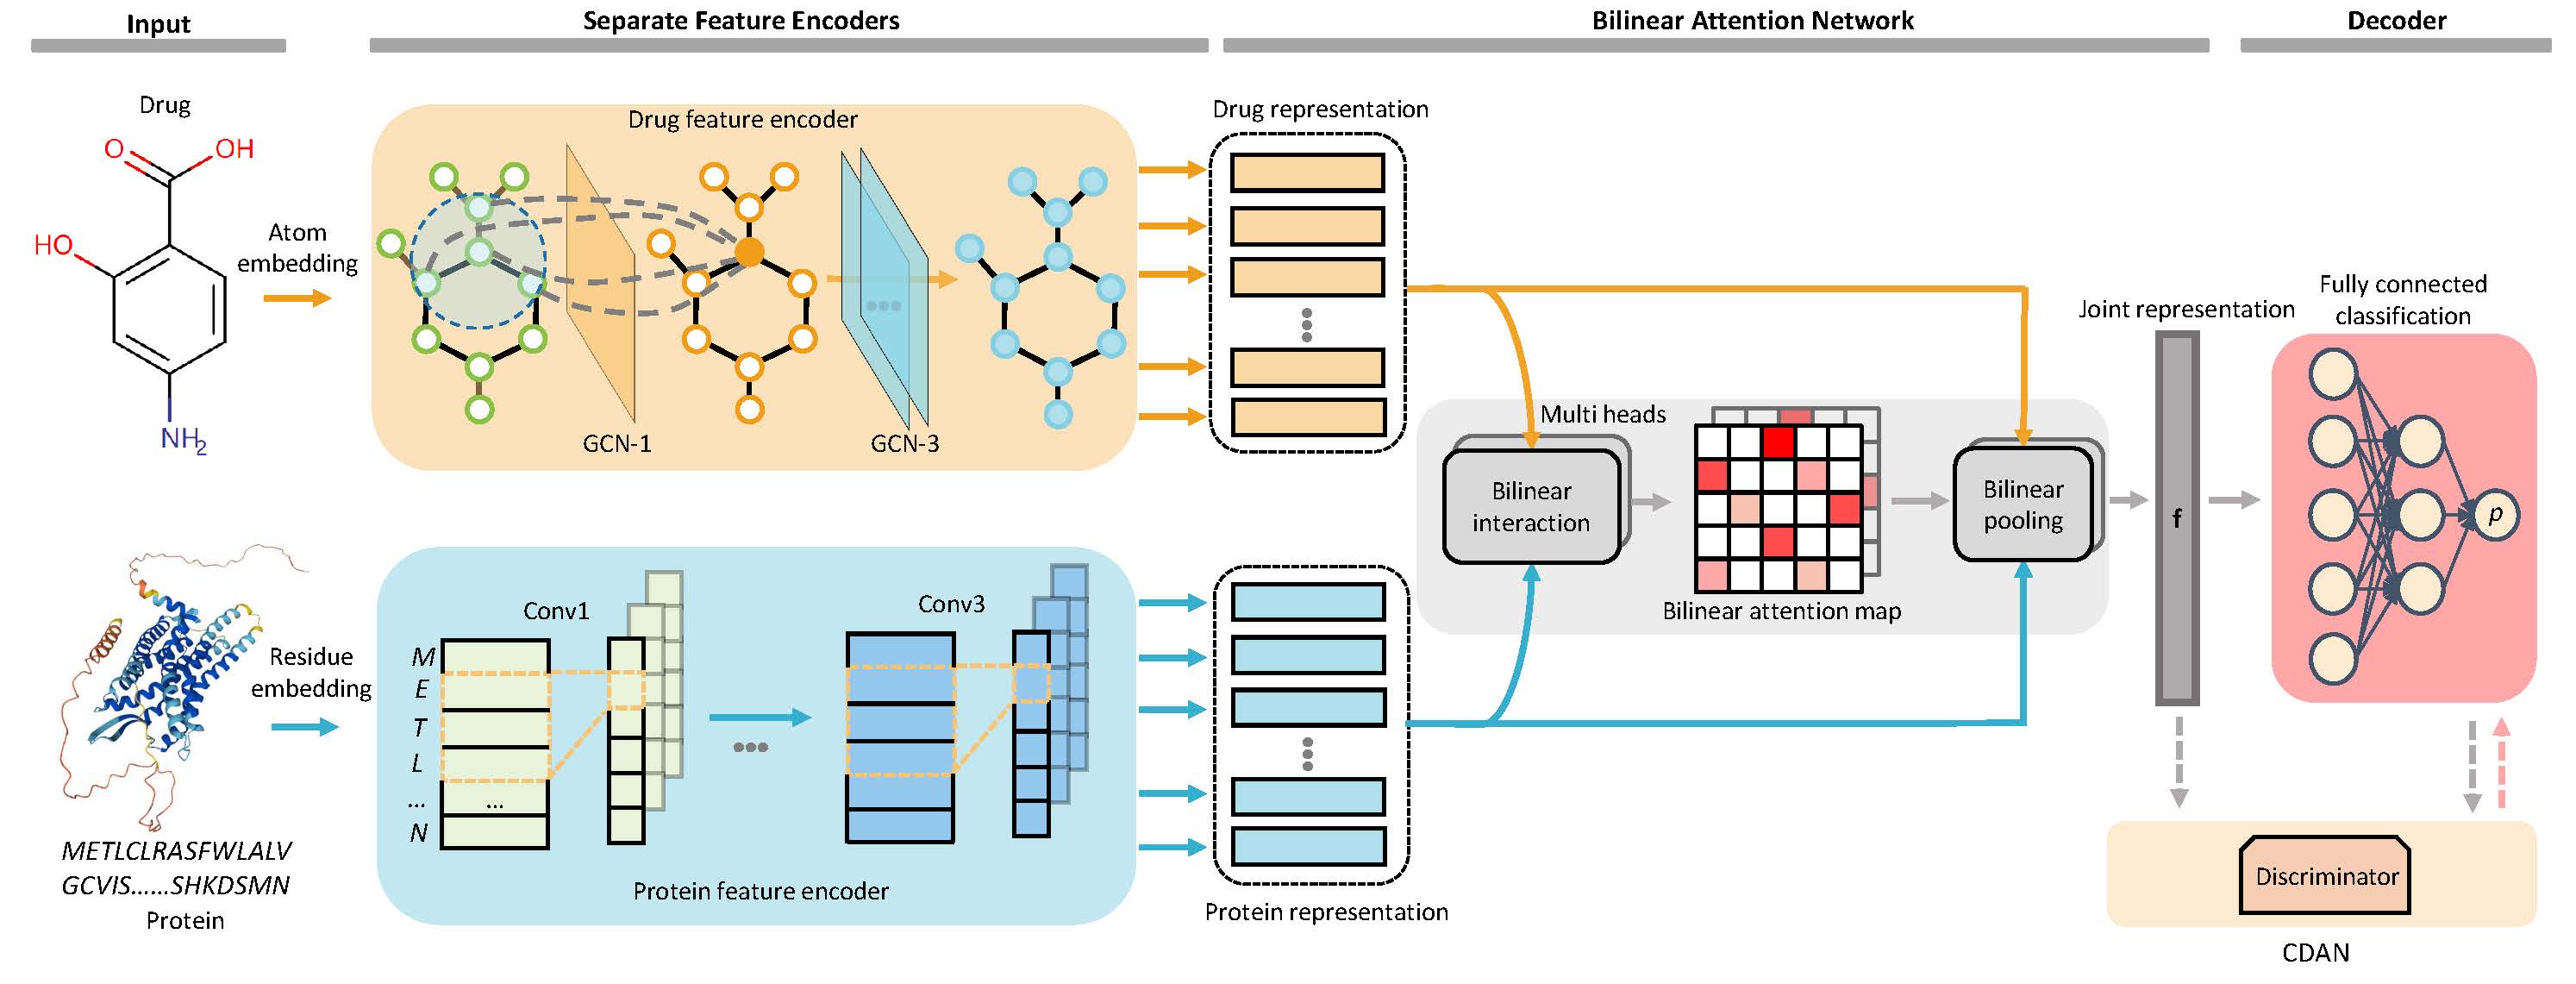 Input
Separate Feature Encoders
Bilinear Attention Network
Decoder
Drug
O
OH
HO
NH2
Atom
embedding
Drug feature encoder
GCN-1
GCN-3
Drug representation
Multi heads
Bilinear
interaction
Bilinear attention map
Bilinear
pooling
Joint representation
f
Fully connected
classification
p
METLCLRASFWLALV
GCVIS......SHKDSMN
Protein
Residue
embedding
Conv1
Conv3
M
E
T
L
...
...
N
Protein feature encoder
Protein representation
Discriminator
CDAN